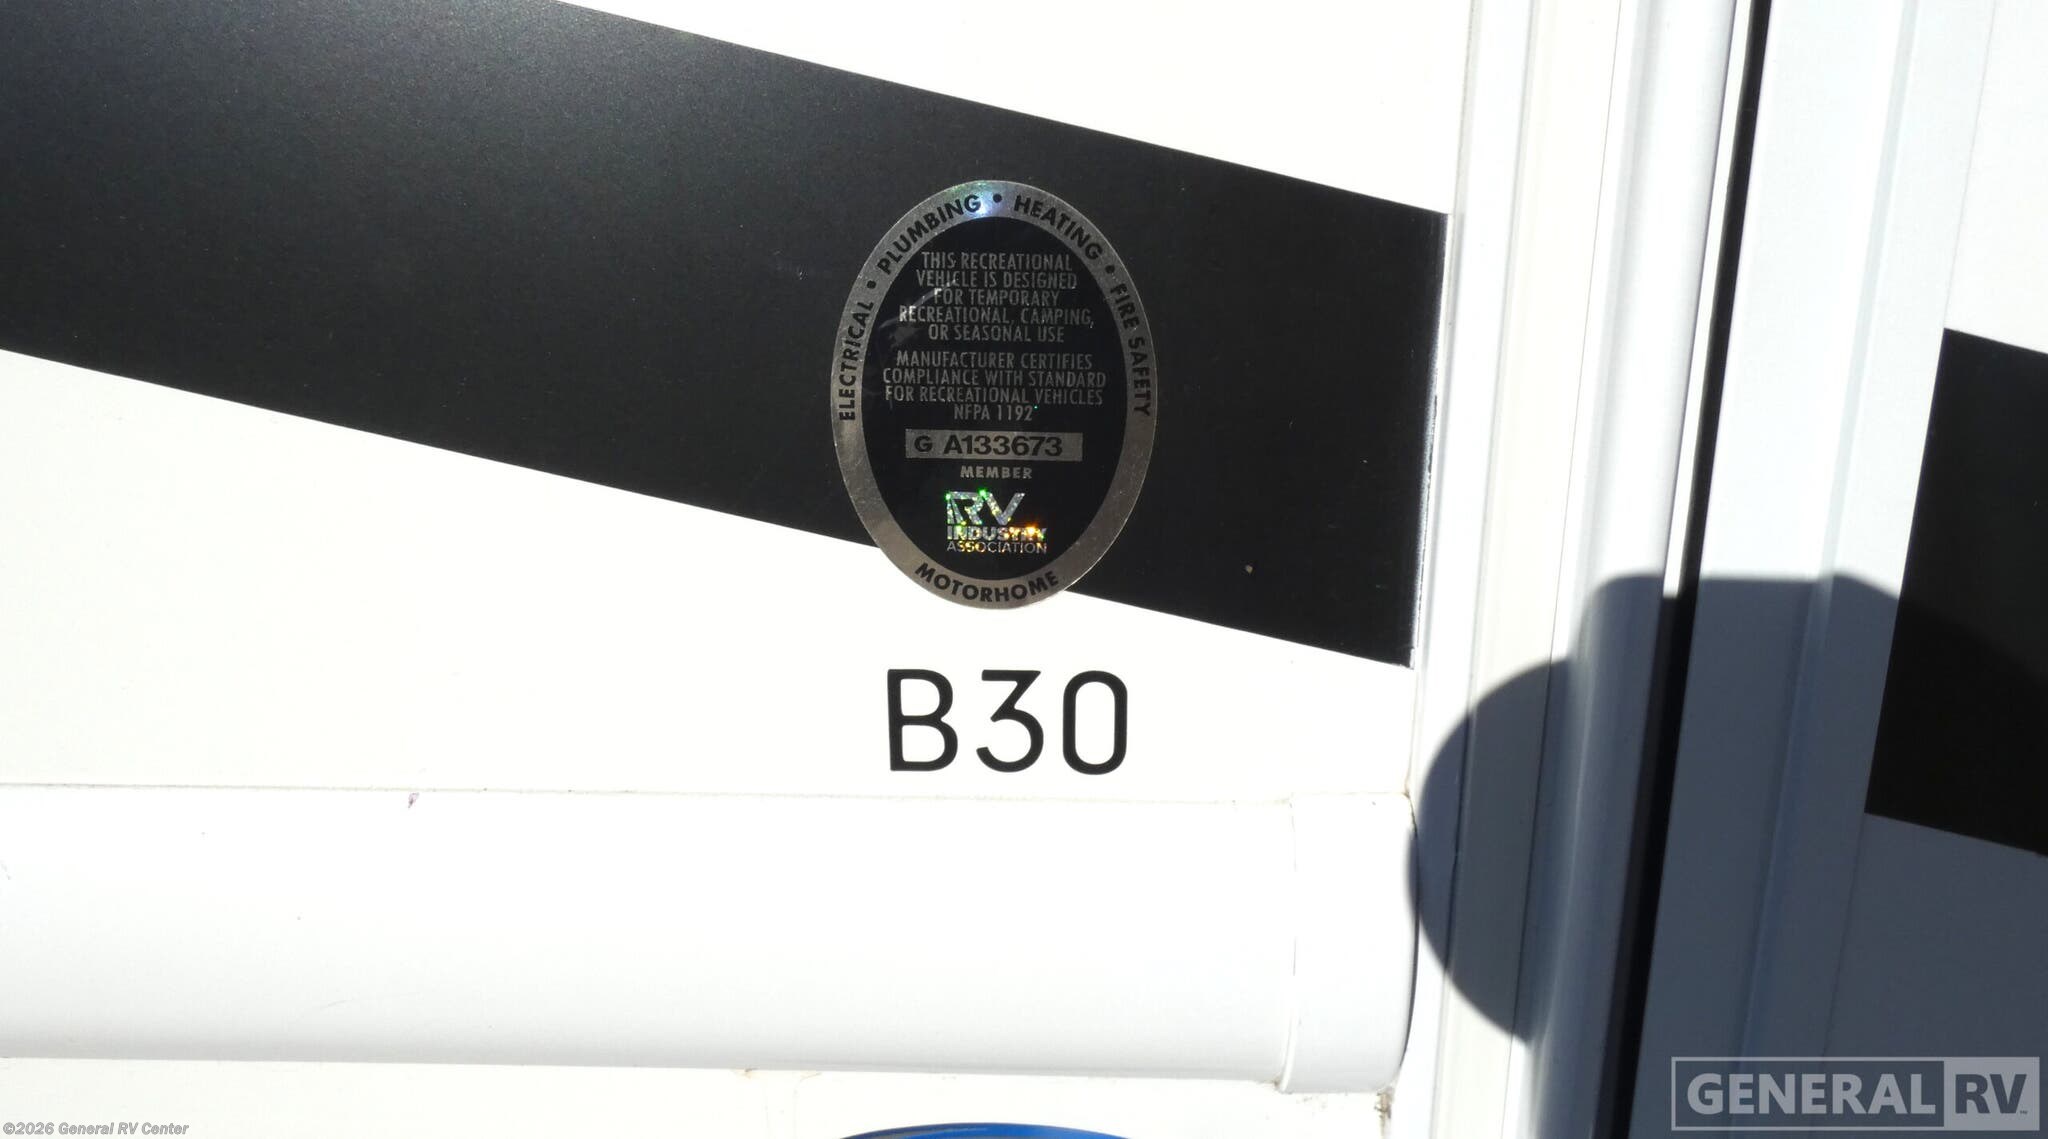 ELECTRICAL • PLUMBING • HEATING • FIRE SAFETY
THIS RECREATIONAL
VEHICLE IS DESIGNED
FOR TEMPORARY
RECREATIONAL, CAMPING,
OR SEASONAL USE
MANUFACTURER CERTIFIES
COMPLIANCE WITH STANDARD
FOR RECREATIONAL VEHICLES
NFPA 1192
G A133673
MEMBER
RV
INDUSTRY
ASSOCIATION
MOTORHOME
B30
GENERAL RV
©2026 General RV Center